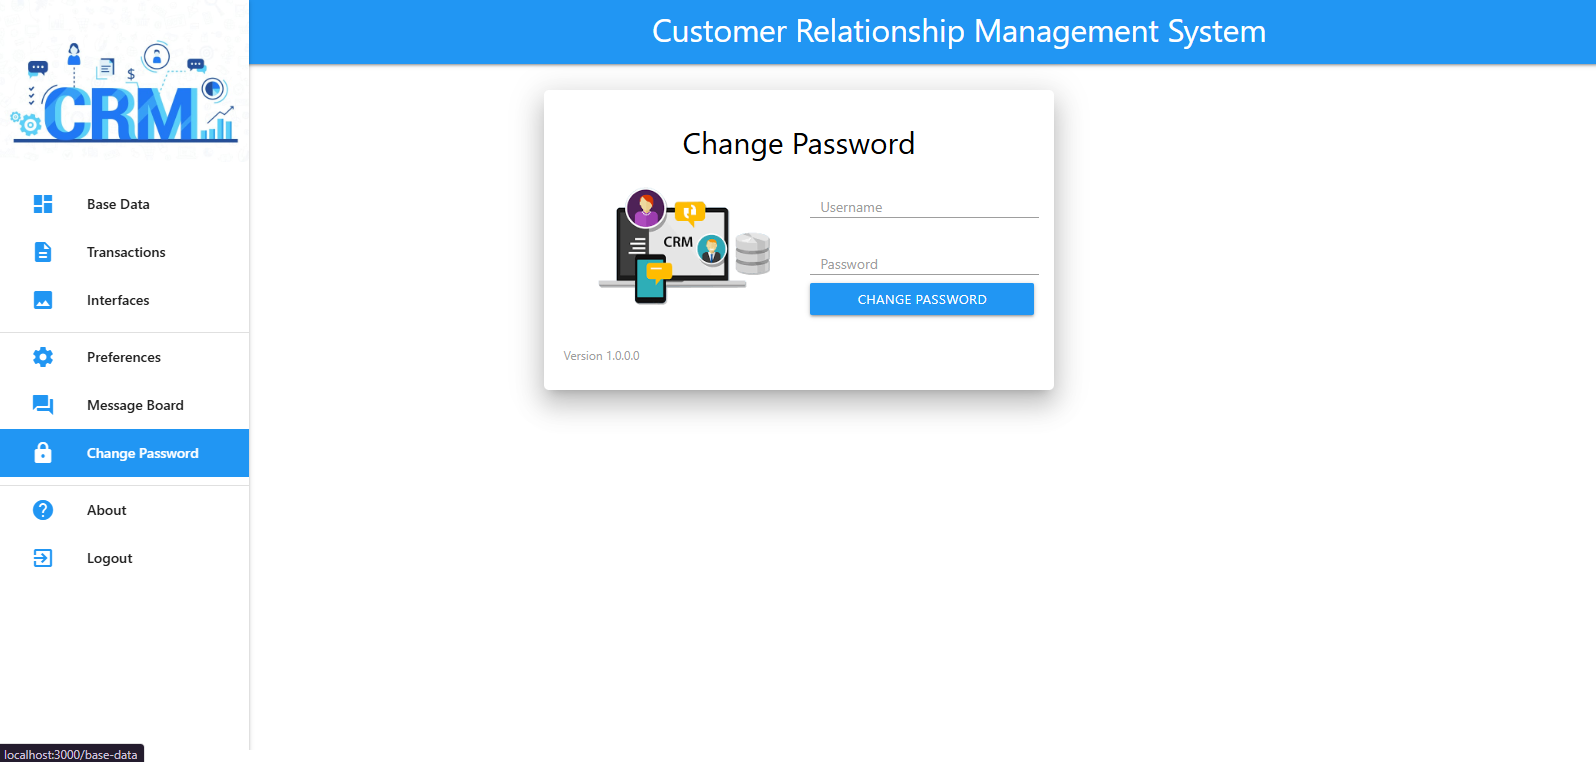 Customer Relationship Management System
CRM
$
Base Data
Transactions
Interfaces
Preferences
Message Board
Change Password
About
Logout
Change Password
CRM
Username
Password
CHANGE PASSWORD
Version 1.0.0.0
localhost:3000/base-data